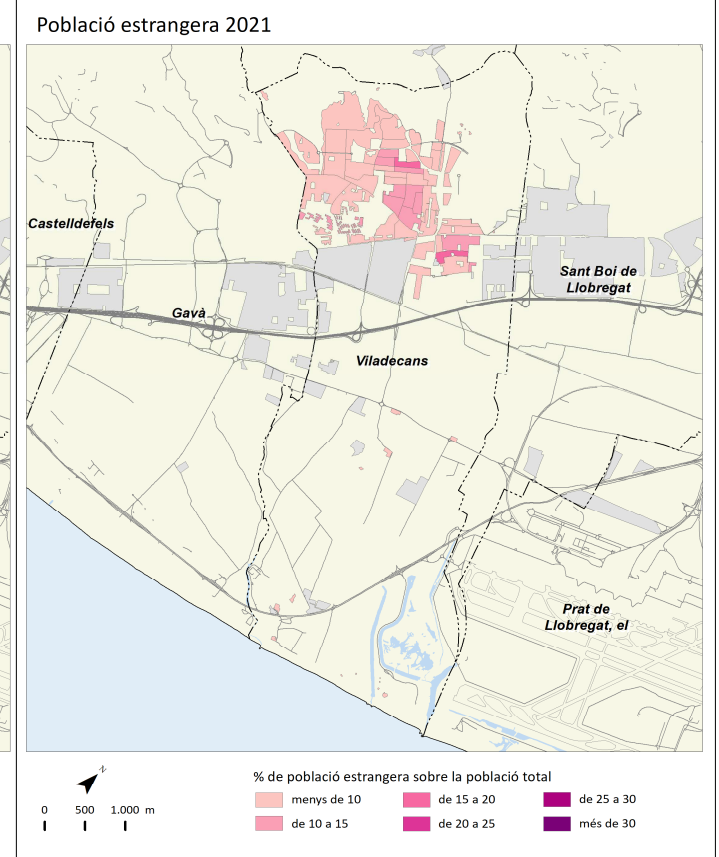 Població estrangera 2021
Castelldefels
Sant Boi de
Llobregat
Gavà
Viladecans
Prat de
Llobregat, el
N
0 500 1.000 m
% de població estrangera sobre la població total
menys de 10
de 15 a 20
de 25 a 30
de 10 a 15
de 20 a 25
més de 30